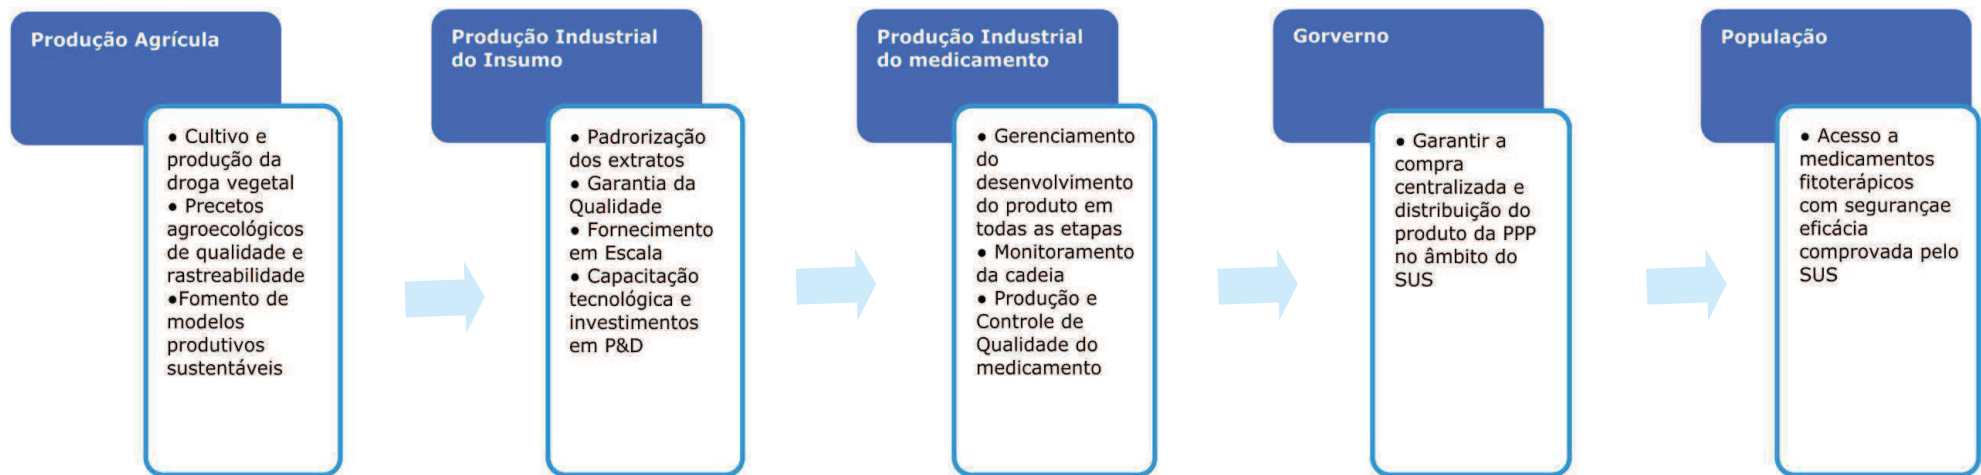 Produção Agrícula
● Cultivo e
produção da
droga vegetal
● Precetos
agroecológicos
de qualidade e
rastreabilidade
●Fomento de
modelos
produtivos
sustentáveis
Produção Industrial
do Insumo
● Padrorização
dos extratos
● Garantia da
Qualidade
● Fornecimento
em Escala
● Capacitação
tecnológica e
investimentos
em P&D
Produção Industrial
do medicamento
● Gerenciamento
do
desenvolvimento
do produto em
todas as etapas
● Monitoramento
da cadeia
● Produção e
Controle de
Qualidade do
medicamento
Gorverno
● Garantir a
compra
centralizada e
distribuição do
produto da PPP
no âmbito do
SUS
População
● Acesso a
medicamentos
fitoterápicos
com segurançae
eficácia
comprovada pelo
SUS